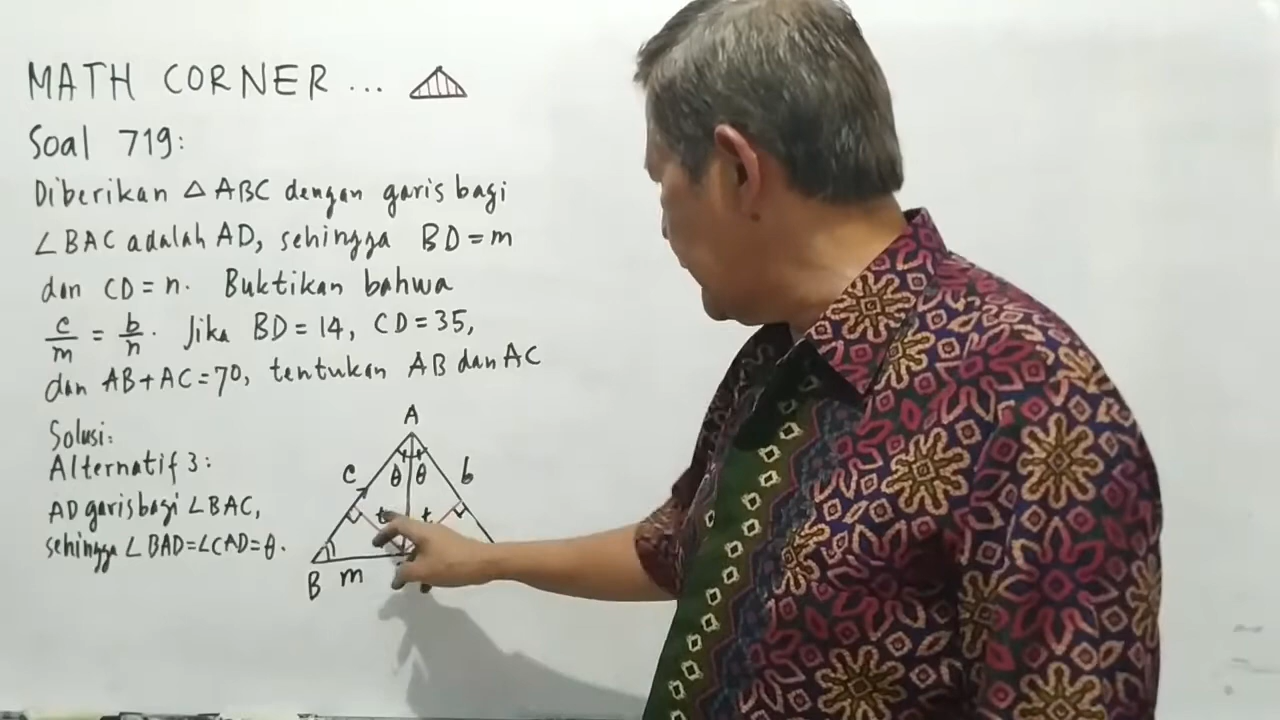 MATH CORNER ...
Soal 719:
Diberikan △ ABC dengan garis bagi
∠BAC adalah AD, sehingga BD = m
dan CD = n. Buktikan bahwa
c/m = b/n. Jika BD = 14, CD = 35,
dan AB + AC = 70, tentukan AB dan AC
Solusi:
Alternatif 3:
AD garisbagi ∠BAC,
sehingga ∠BAD=∠CAD=θ.
A
c θ θ b
t t
B m